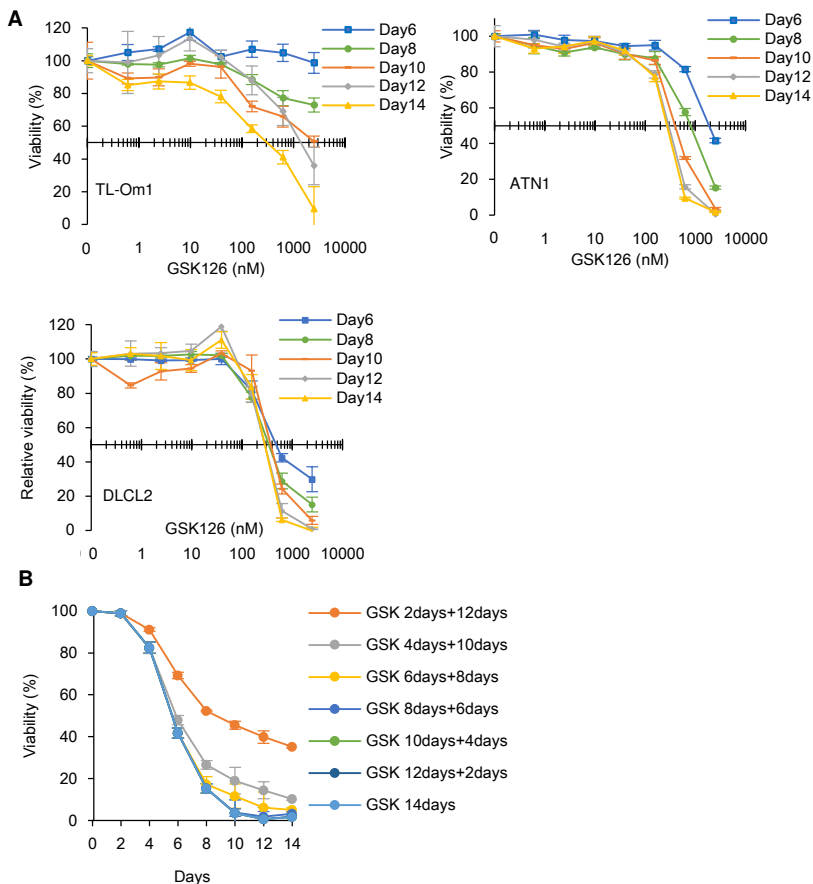 A
Viability (%)
120
100
80
60
40
20
0
TL-Om1
0 1 10 100 1000 10000
GSK126 (nM)
Day6
Day8
Day10
Day12
Day14
Viability (%)
100
80
60
40
20
0
ATN1
0 1 10 100 1000 10000
GSK126 (nM)
Day6
Day8
Day10
Day12
Day14
Relative viability (%)
120
100
80
60
40
20
0
DLCL2
GSK126 (nM)
0 1 10 100 1000 10000
Day6
Day8
Day10
Day12
Day14
B
Viability (%)
100
80
60
40
20
0
0 2 4 6 8 10 12 14
Days
GSK 2days+12days
GSK 4days+10days
GSK 6days+8days
GSK 8days+6days
GSK 10days+4days
GSK 12days+2days
GSK 14days